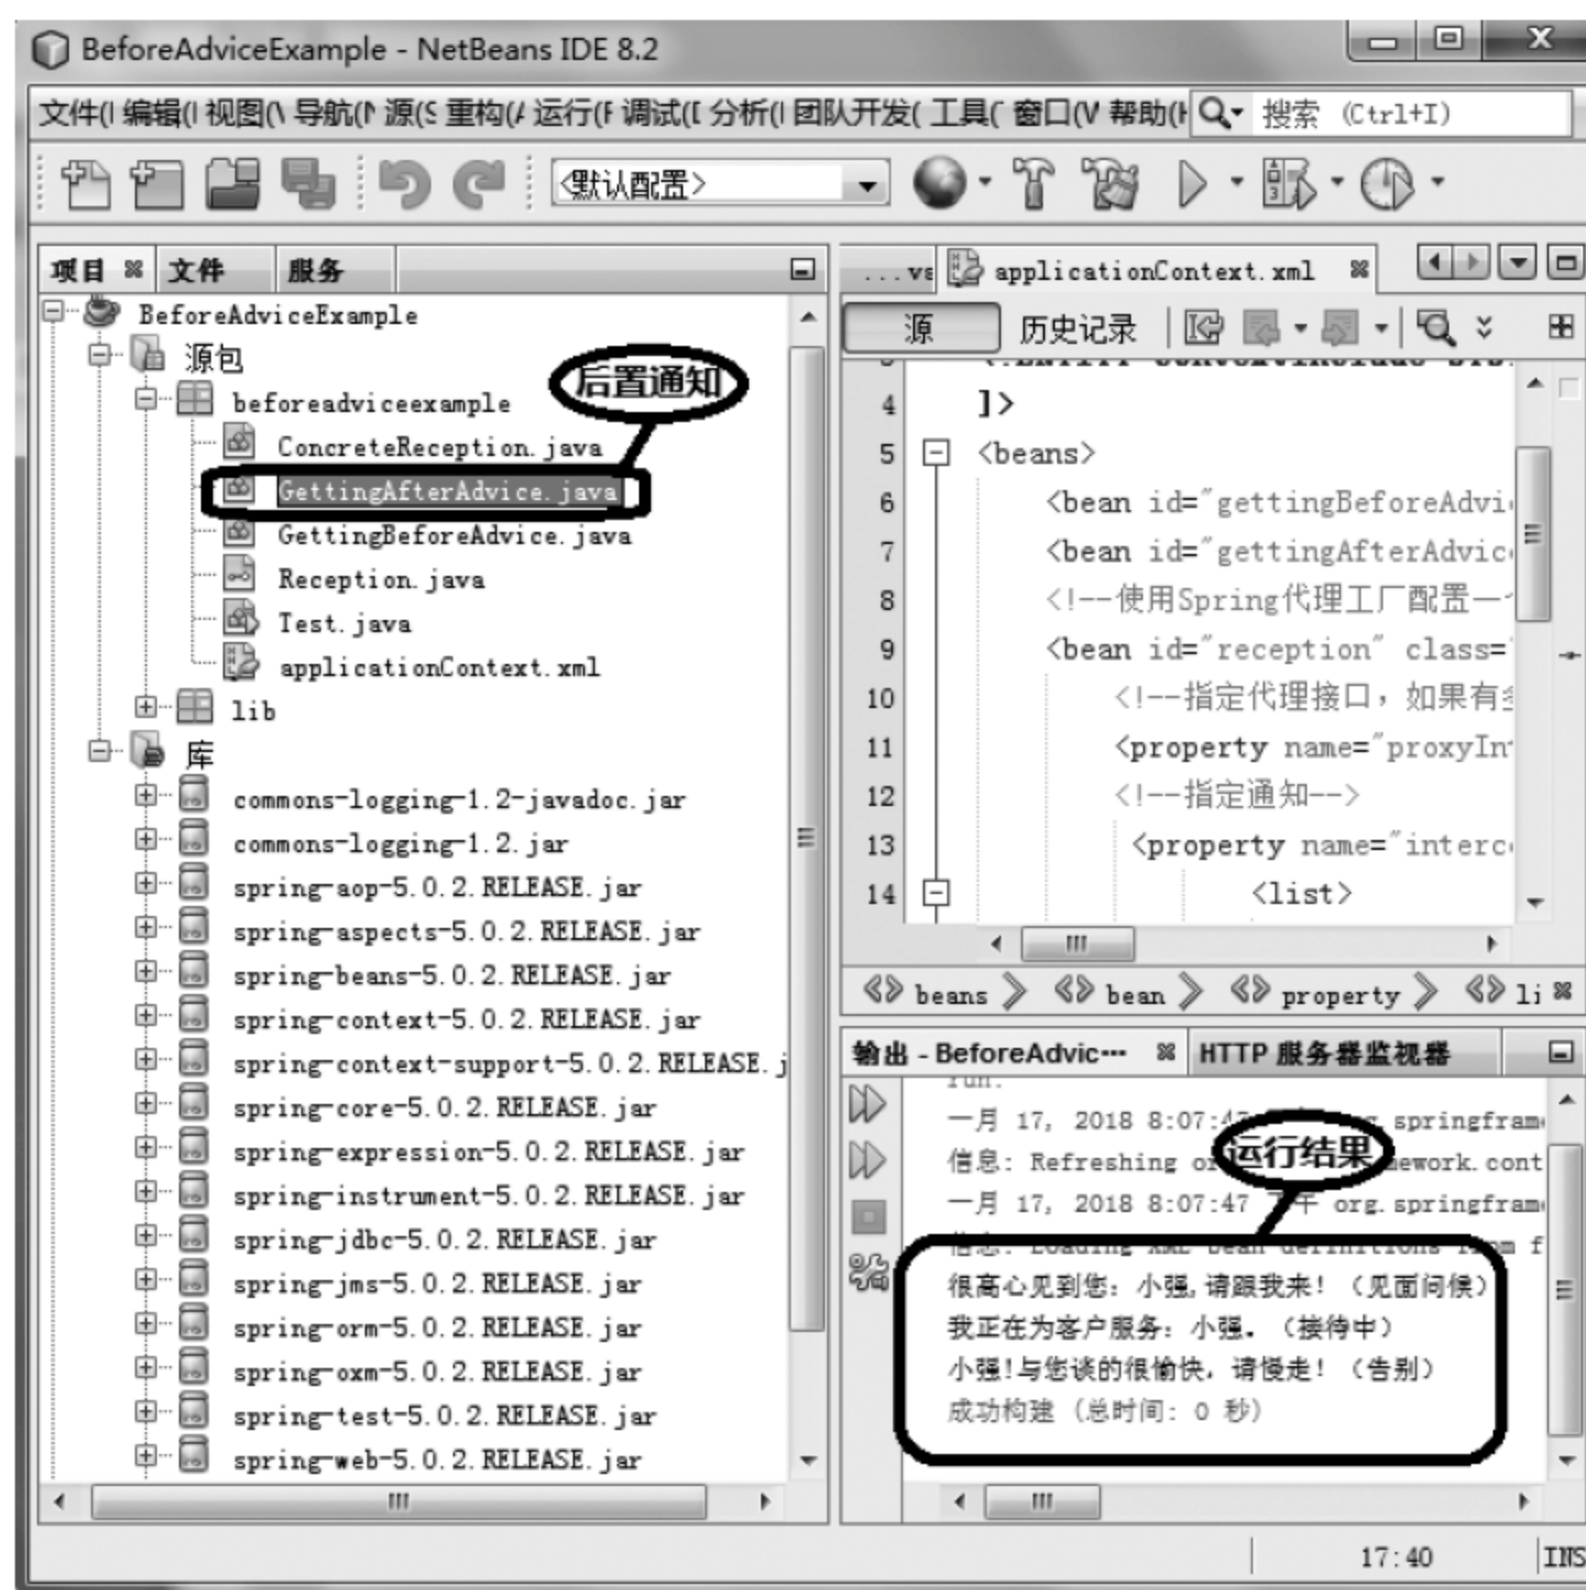 BeforeAdviceExample - NetBeans IDE 8.2
文件( 编辑( 视图( 导航( 源( 重构( 运行( 调试( 分析( 团队开发( 工具( 窗口( 帮助( 搜索 (Ctrl+I)
<默认配置>
项目 文件 服务
BeforeAdviceExample
源包
beforeadviceexample
后置通知
ConcreteReception.java
GettingAfterAdvice.java
GettingBeforeAdvice.java
Reception.java
Test.java
applicationContext.xml
lib
库
commons-logging-1.2-javadoc.jar
commons-logging-1.2.jar
spring-aop-5.0.2.RELEASE.jar
spring-aspects-5.0.2.RELEASE.jar
spring-beans-5.0.2.RELEASE.jar
spring-context-5.0.2.RELEASE.jar
spring-context-support-5.0.2.RELEASE.j
spring-core-5.0.2.RELEASE.jar
spring-expression-5.0.2.RELEASE.jar
spring-instrument-5.0.2.RELEASE.jar
spring-jdbc-5.0.2.RELEASE.jar
spring-jms-5.0.2.RELEASE.jar
spring-orm-5.0.2.RELEASE.jar
spring-oxm-5.0.2.RELEASE.jar
spring-test-5.0.2.RELEASE.jar
spring-web-5.0.2.RELEASE.jar
applicationContext.xml
源 历史记录
4 ]>
5 <beans>
6 <bean id="gettingBeforeAdvi
7 <bean id="gettingAfterAdvic
8 <!--使用Spring代理工厂配置一
9 <bean id="reception" class=
10 <!--指定代理接口，如果有
11 <property name="proxyIn
12 <!--指定通知-->
13 <property name="interc
14 <list>
beans bean property li
输出 - BeforeAdvic… HTTP 服务器监视器
run:
一月 17, 2018 8:07:47 springfram
信息: Refreshing ework.cont
运行结果
一月 17, 2018 8:07:47 下午 org.springfram
信息: Loading XML bean definitions from f
很高心见到您：小强,请跟我来！（见面问候）
我正在为客户服务：小强。（接待中）
小强!与您谈的很愉快，请慢走！（告别）
成功构建 (总时间: 0 秒)
17:40 INS